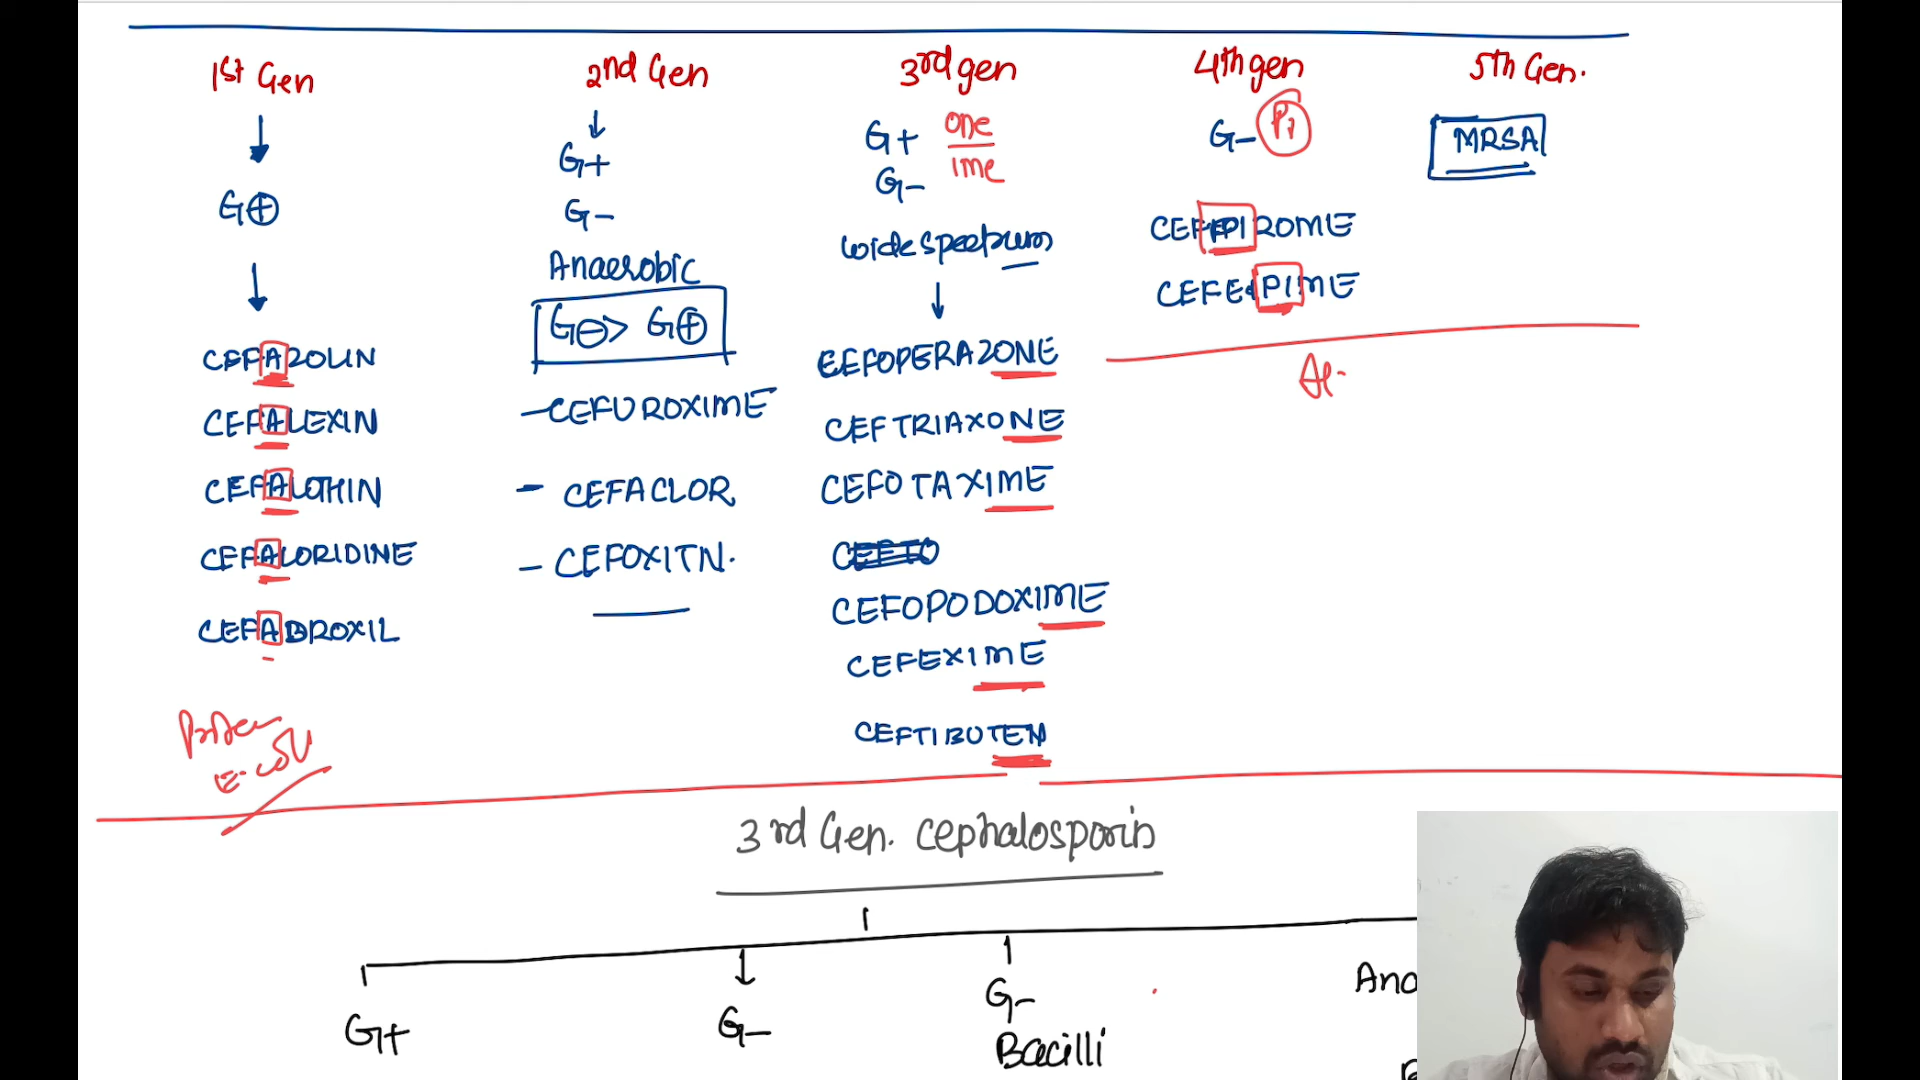 1st Gen
G+
CEFAZOLIN
CEFALEXIN
CEFALOTHIN
CEFALORIDINE
CEFADROXIL
E-coli
2nd Gen
G+
G-
Anaerobic
G- > G+
-CEFUROXIME
- CEFACLOR
- CEFOXITN.
3rd gen
G+ one
G- ime
wide spectrum
CEFOPERAZONE
CEFTRIAXONE
CEFOTAXIME
CEFOPODOXIME
CEFEXIME
CEFTIBUTEN
4th gen
G- Pi
CEFPIROME
CEFEPIME
5th Gen.
MRSA
3rd Gen. cephalosporin
G+
G-
G-
Bacilli
Ana